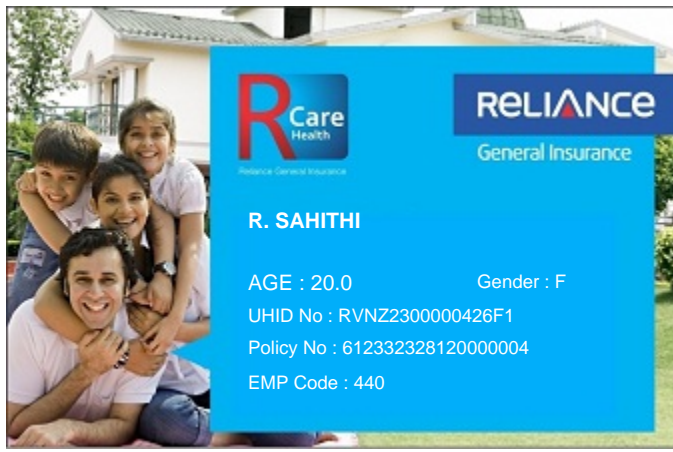 R Care
Health
Reliance General Insurance
RELIANCE
General Insurance
R. SAHITHI
AGE : 20.0 Gender : F
UHID No : RVNZ2300000426F1
Policy No : 612332328120000004
EMP Code : 440